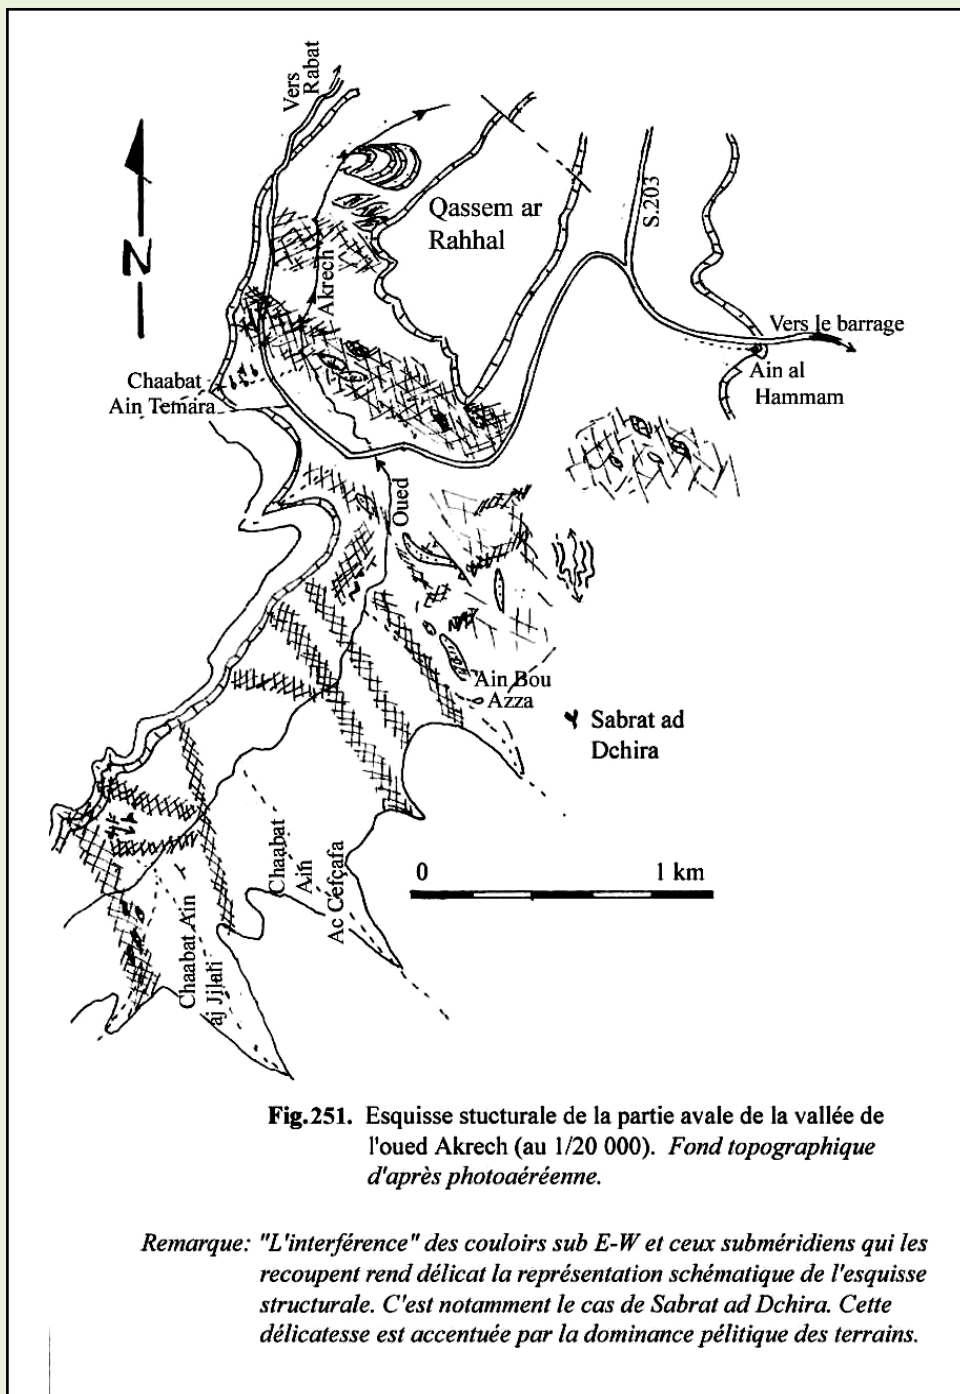 Vers
Rabat
N
Akrech
Qassem ar
Rahhal
S.203
Vers le barrage
Ain al
Hammam
Chaabat
Ain Temara
Oued
Ain Bou
Azza
Sabrat ad
Dchira
Chaabat
Ain
Ac Cefçafa
Chaabat Ain
aj Jilali
0 1 km
Fig.251. Esquisse stucturale de la partie avale de la vallée de
l'oued Akrech (au 1/20 000). Fond topographique
d'après photoaéréenne.
Remarque: "L'interférence" des couloirs sub E-W et ceux subméridiens qui les
recoupent rend délicat la représentation schématique de l'esquisse
structurale. C'est notamment le cas de Sabrat ad Dchira. Cette
délicatesse est accentuée par la dominance pélitique des terrains.